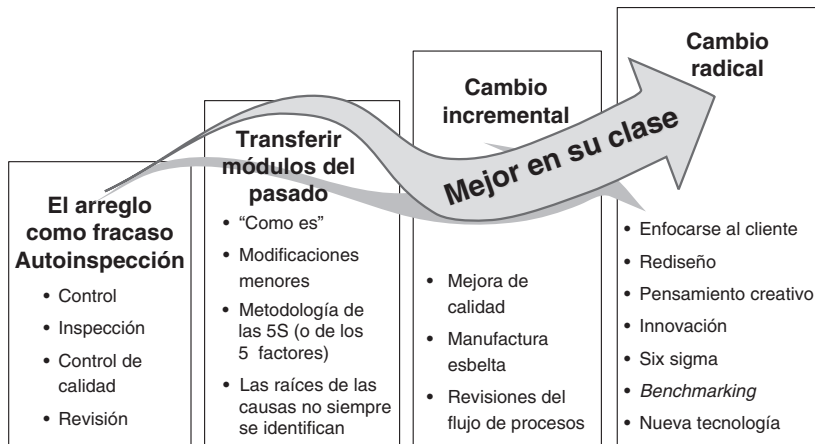 El arreglo
como fracaso
Autoinspección
• Control
• Inspección
• Control de
calidad
• Revisión
Transferir
módulos del
pasado
• “Como es”
• Modificaciones
menores
• Metodología de
las 5S (o de los
5 factores)
• Las raíces de las
causas no siempre
se identifican
Cambio
incremental
• Mejora de
calidad
• Manufactura
esbelta
• Revisiones del
flujo de procesos
Cambio
radical
• Enfocarse al cliente
• Rediseño
• Pensamiento creativo
• Innovación
• Six sigma
• Benchmarking
• Nueva tecnología
Mejor en su clase